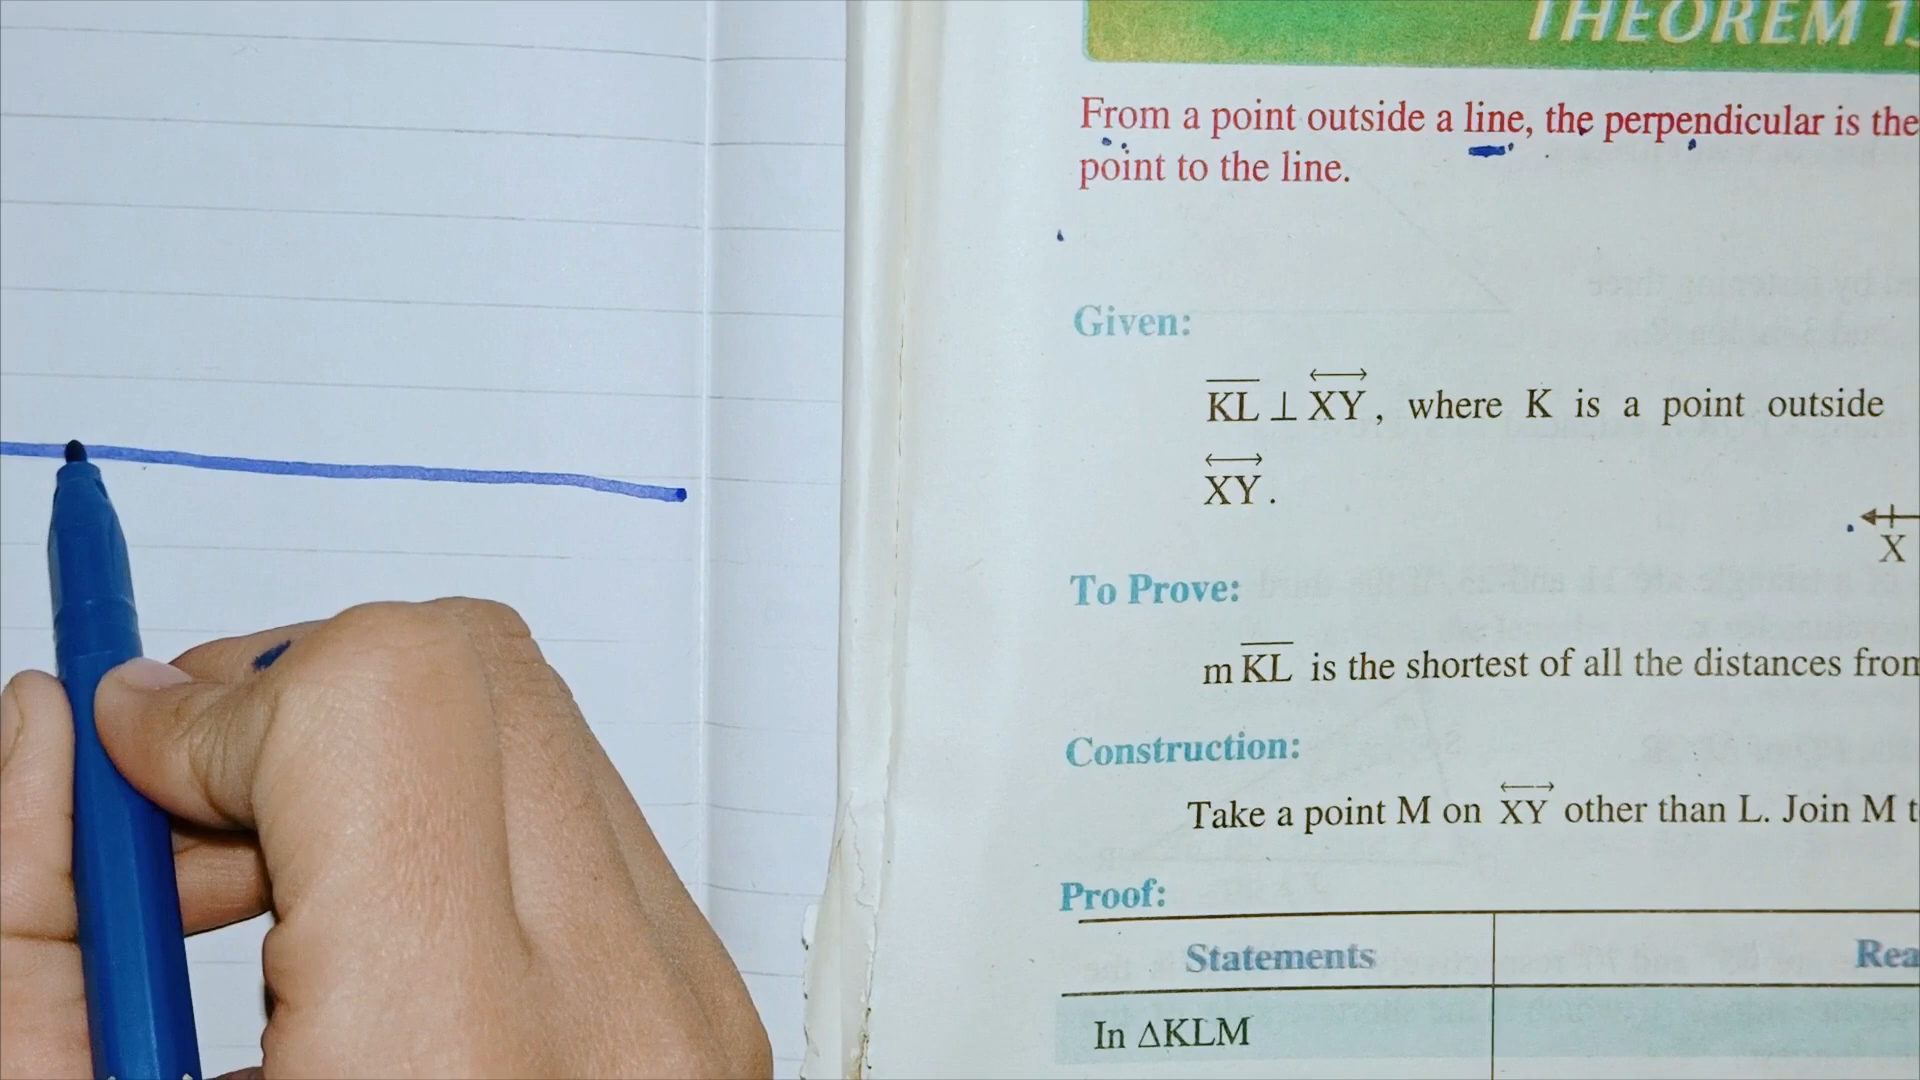 THEOREM
From a point outside a line, the perpendicular is the
point to the line.
Given:
KL ⊥ XY, where K is a point outside
XY.
X
To Prove:
m KL is the shortest of all the distances from
Construction:
Take a point M on XY other than L. Join M
Proof:
Statements
In ΔKLM